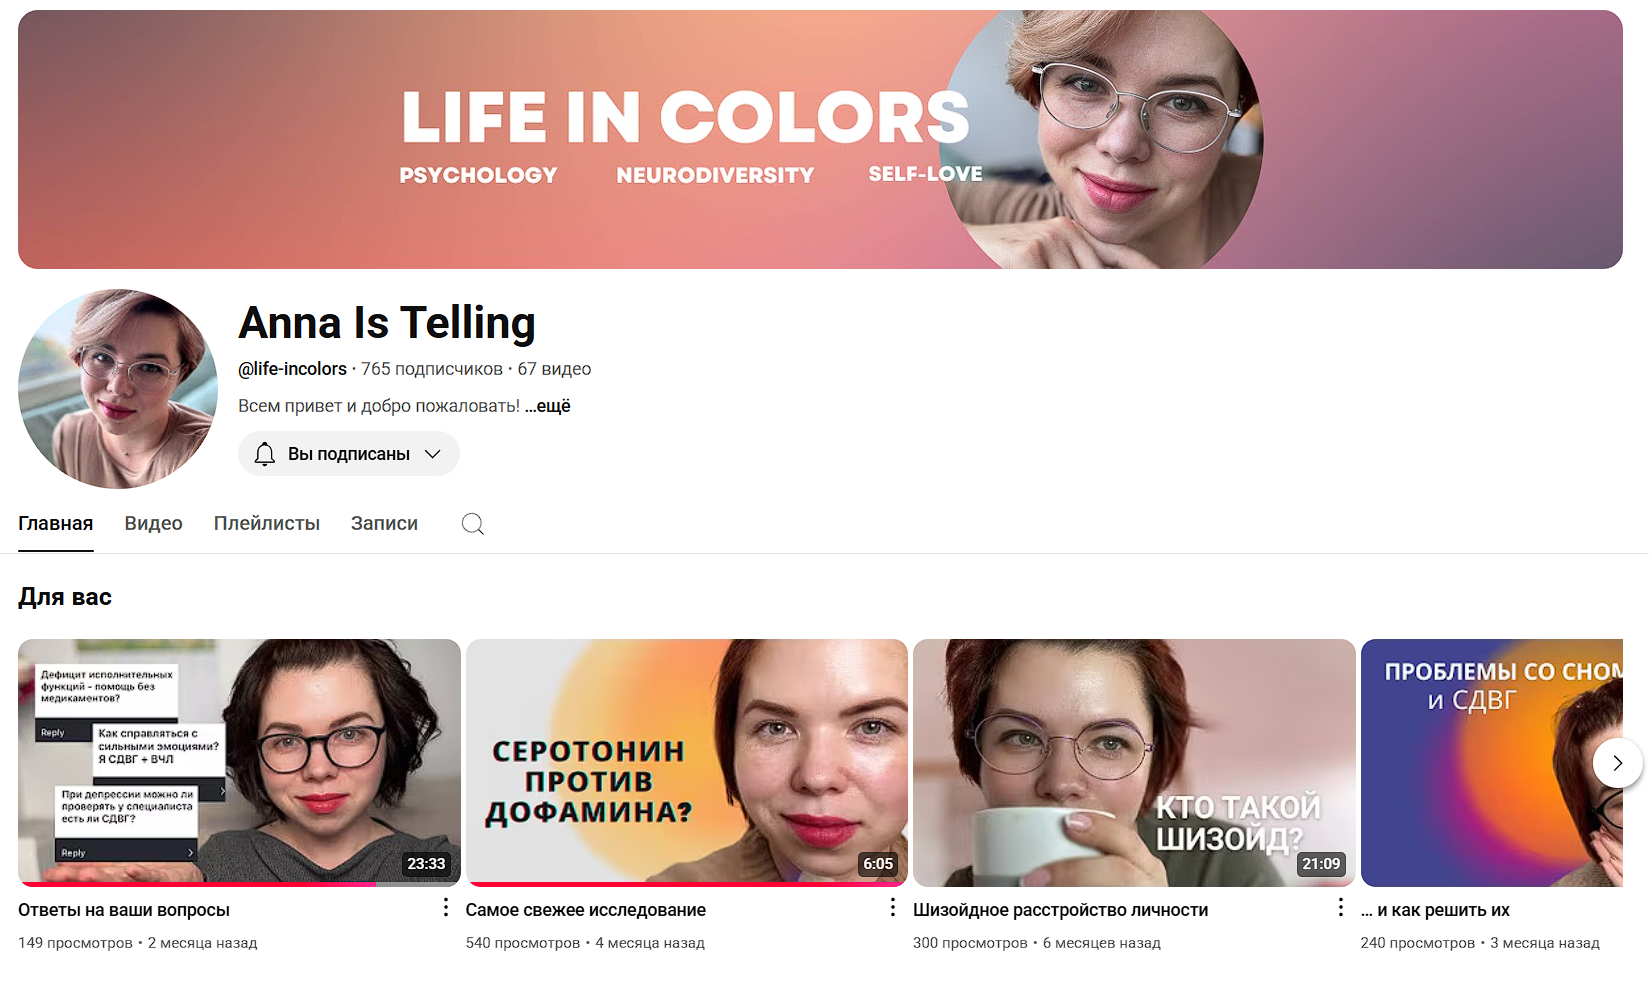 LIFE IN COLORS
PSYCHOLOGY NEURODIVERSITY SELF-LOVE
Anna Is Telling
@life-incolors • 765 подписчиков • 67 видео
Всем привет и добро пожаловать! ...ещё
Вы подписаны
Главная Видео Плейлисты Записи
Для вас
Дефицит исполнительных
функций - помощь без
медикаментов?
Reply
Как справляться с
сильными эмоциями?
Я СДВГ + ВЧЛ
При депрессии можно ли
проверять у специалиста
есть ли СДВГ?
Reply
23:33
Ответы на ваши вопросы
149 просмотров • 2 месяца назад
СЕРОТОНИН
ПРОТИВ
ДОФАМИНА?
6:05
Самое свежее исследование
540 просмотров • 4 месяца назад
КТО ТАКОЙ
ШИЗОЙД?
21:09
Шизойдное расстройство личности
300 просмотров • 6 месяцев назад
ПРОБЛЕМЫ СО СНОМ
и СДВГ
... и как решить их
240 просмотров • 3 месяца назад